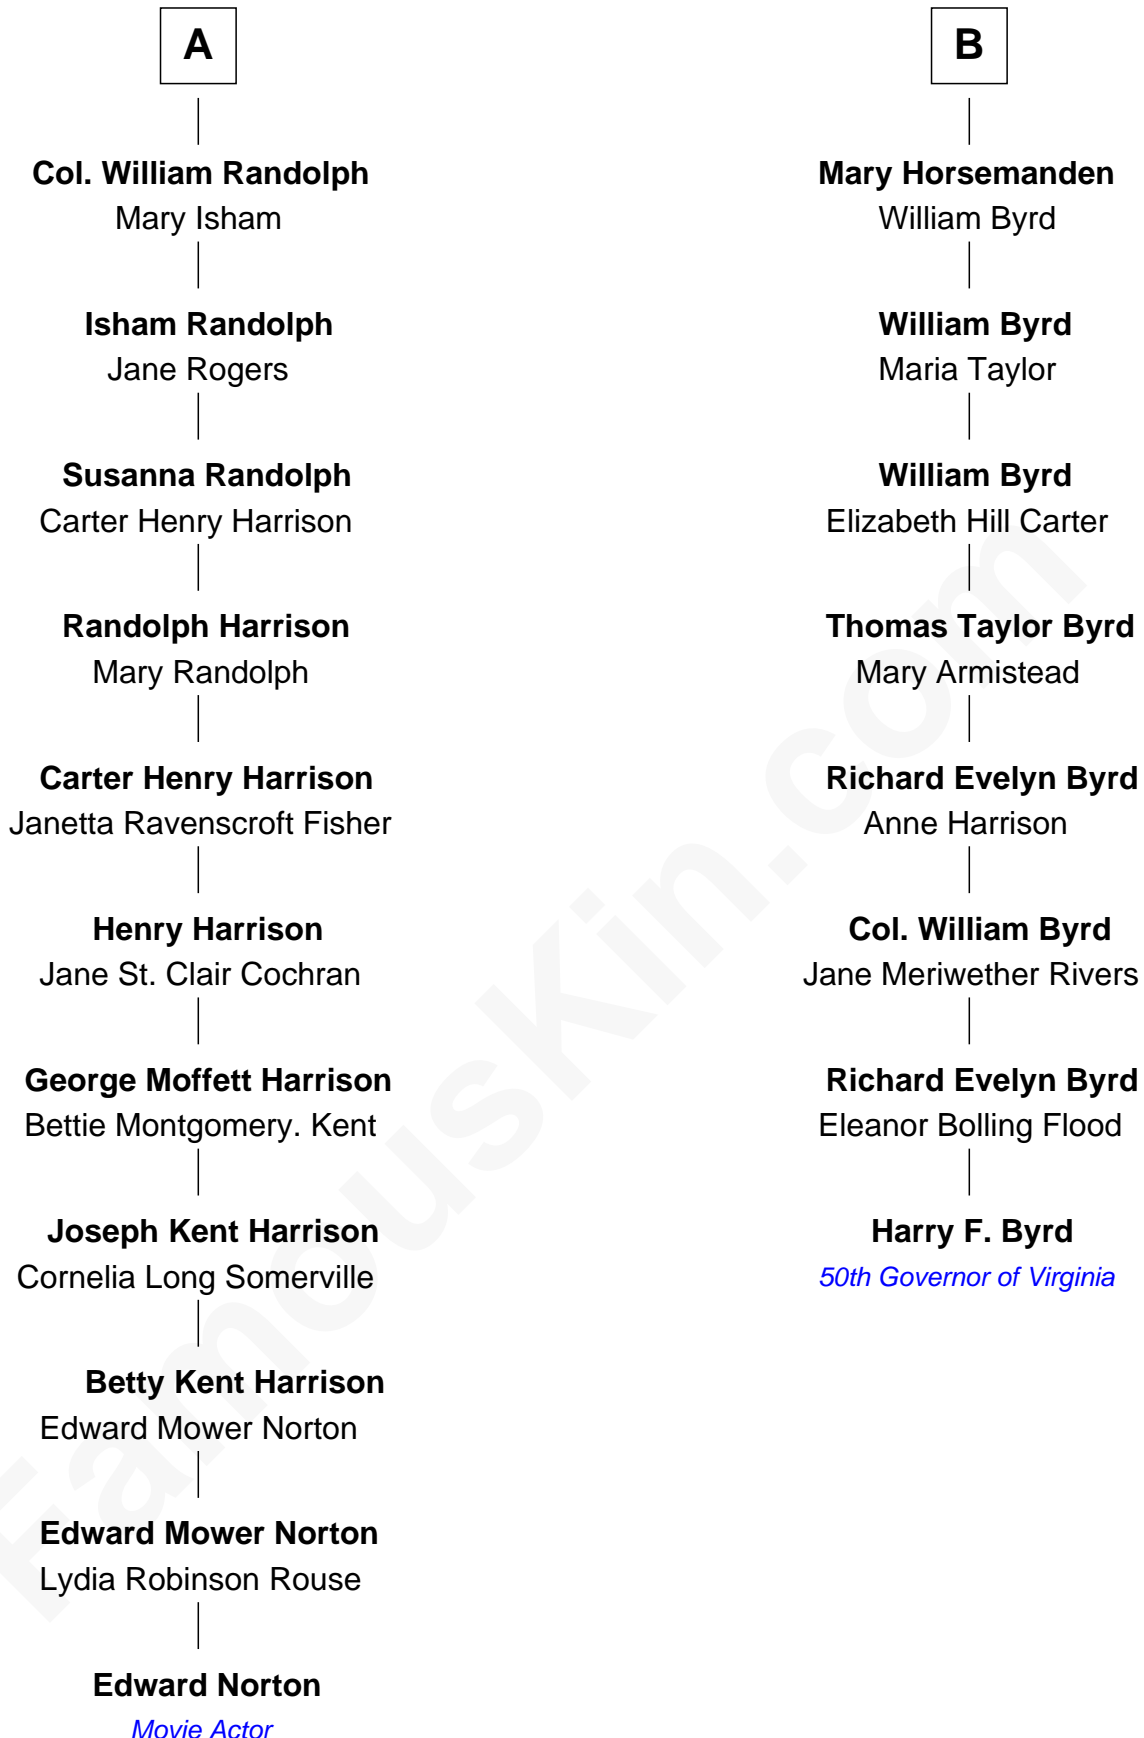 A
Col. William Randolph
Mary Isham
Isham Randolph
Jane Rogers
Susanna Randolph
Carter Henry Harrison
Randolph Harrison
Mary Randolph
Carter Henry Harrison
Janetta Ravenscroft Fisher
Henry Harrison
Jane St. Clair Cochran
George Moffett Harrison
Bettie Montgomery. Kent
Joseph Kent Harrison
Cornelia Long Somerville
Betty Kent Harrison
Edward Mower Norton
Edward Mower Norton
Lydia Robinson Rouse
Edward Norton
Movie Actor
B
Mary Horsemanden
William Byrd
William Byrd
Maria Taylor
William Byrd
Elizabeth Hill Carter
Thomas Taylor Byrd
Mary Armistead
Richard Evelyn Byrd
Anne Harrison
Col. William Byrd
Jane Meriwether Rivers
Richard Evelyn Byrd
Eleanor Bolling Flood
Harry F. Byrd
50th Governor of Virginia
FamousKin.com